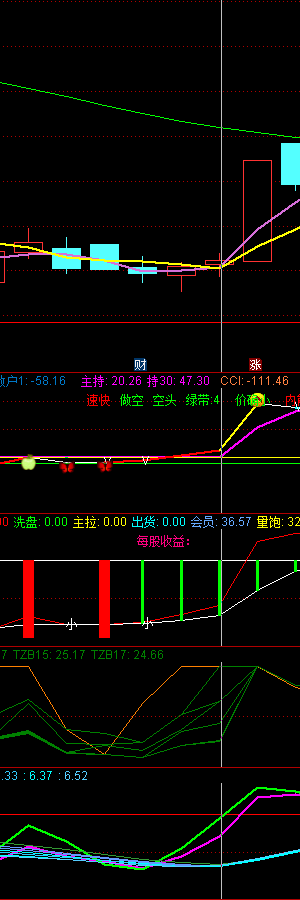 财 涨
散户1: -58.16 主持: 20.26 持30: 47.30 CCI: -111.46
速快 做空 空头 绿带:4 价 小 内
00 洗盘: 0.00 主拉: 0.00 出货: 0.00 会员: 36.57 量饱: 32
每股收益:
小 小
7 TZB15: 25.17 TZB17: 24.66
.33 : 6.37 : 6.52